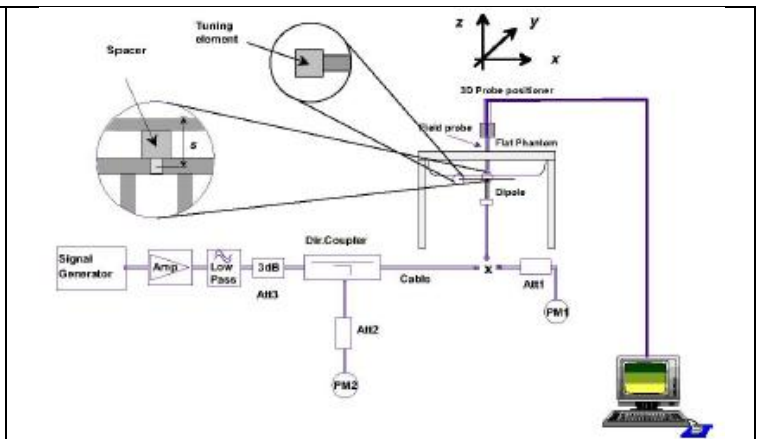 Tuning
element
Spacer
z
y
x
3D Probe positioner
Field probe
Flat Phantom
s
Dipole
Signal
Generator
Amp
Low
Pass
3dB
Att3
Dir.Coupler
Cable
x
Att1
PM1
Att2
PM2